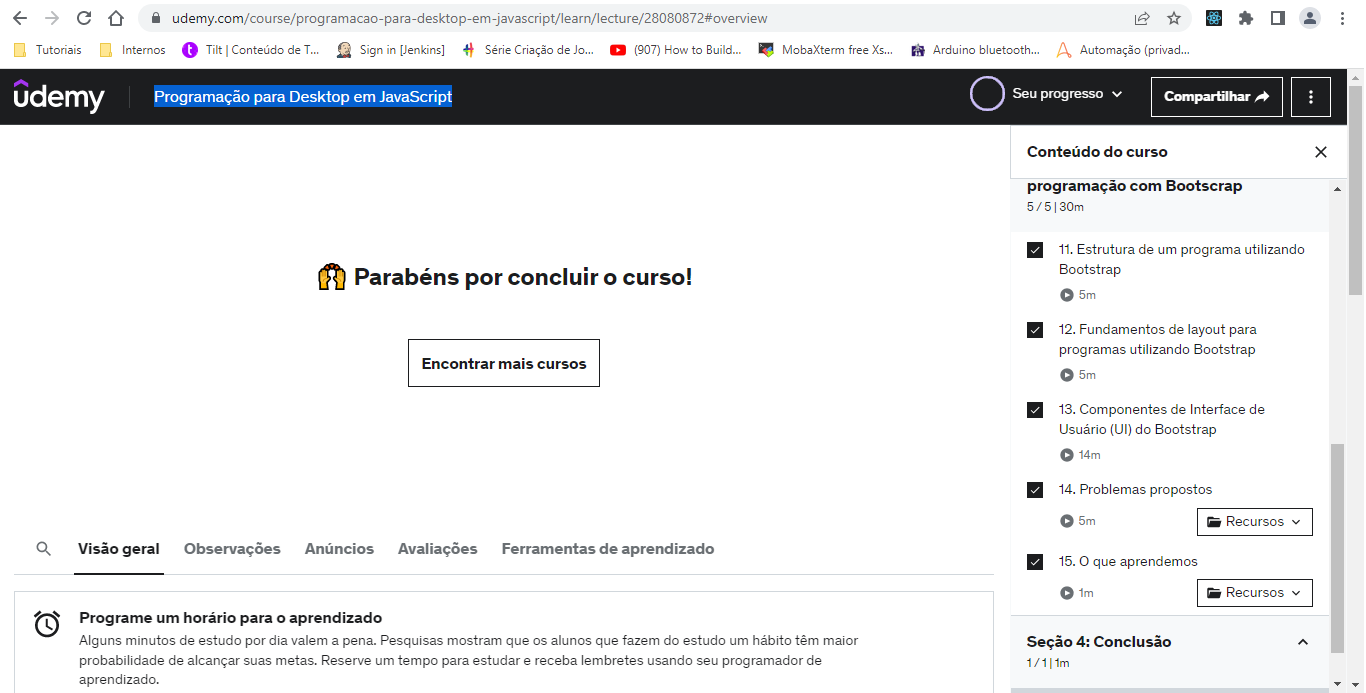 udemy.com/course/programacao-para-desktop-em-javascript/learn/lecture/28080872#overview
Tutoriais
Internos
Tilt | Conteúdo de T...
Sign in [Jenkins]
Série Criação de Jo...
(907) How to Build...
MobaXterm free Xs...
Arduino bluetooth...
Automação (privad...
udemy
Programação para Desktop em JavaScript
Seu progresso
Compartilhar
Conteúdo do curso
programação com Bootscrap
5 / 5 | 30m
11. Estrutura de um programa utilizando
Bootstrap
5m
12. Fundamentos de layout para
programas utilizando Bootstrap
5m
13. Componentes de Interface de
Usuário (UI) do Bootstrap
14m
14. Problemas propostos
5m
Recursos
15. O que aprendemos
1m
Recursos
Seção 4: Conclusão
1 / 1 | 1m
Parabéns por concluir o curso!
Encontrar mais cursos
Visão geral
Observações
Anúncios
Avaliações
Ferramentas de aprendizado
Programe um horário para o aprendizado
Alguns minutos de estudo por dia valem a pena. Pesquisas mostram que os alunos que fazem do estudo um hábito têm maior
probabilidade de alcançar suas metas. Reserve um tempo para estudar e receba lembretes usando seu programador de
aprendizado.